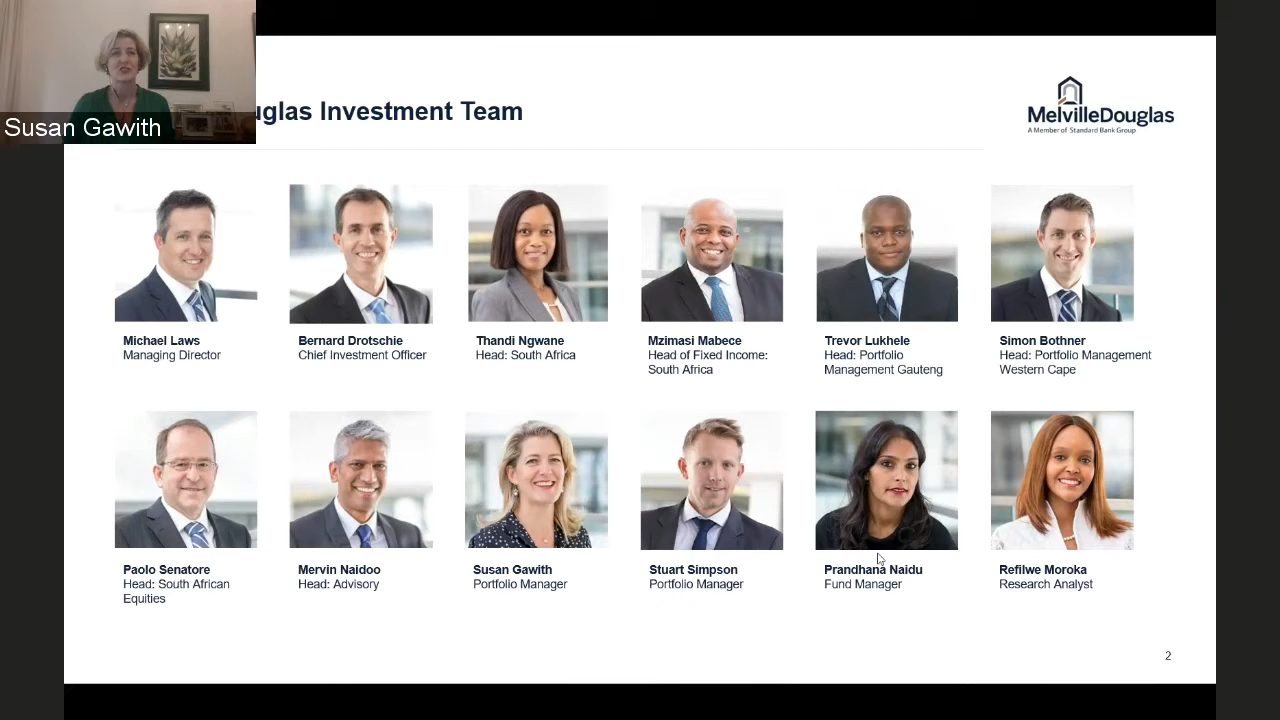 Susan Gawith
uglas Investment Team
MelvilleDouglas
A Member of Standard Bank Group
Michael Laws
Managing Director
Bernard Drotschie
Chief Investment Officer
Thandi Ngwane
Head: South Africa
Mzimasi Mabece
Head of Fixed Income:
South Africa
Trevor Lukhele
Head: Portfolio
Management Gauteng
Simon Bothner
Head: Portfolio Management
Western Cape
Paolo Senatore
Head: South African
Equities
Mervin Naidoo
Head: Advisory
Susan Gawith
Portfolio Manager
Stuart Simpson
Portfolio Manager
Prandhana Naidu
Fund Manager
Refilwe Moroka
Research Analyst
2